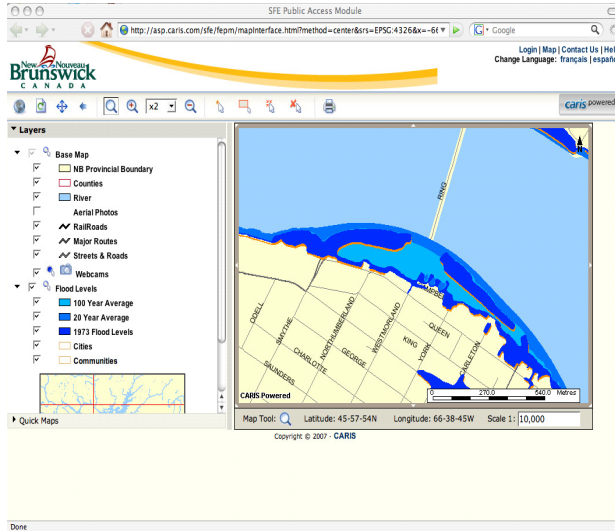 SFE Public Access Module
http://asp.caris.com/sfe/fepm/mapInterface.html?method=center&srs=EPSG:4326&x=-66
Google
New Nouveau
Brunswick
CANADA
Login | Map | Contact Us | Hel
Change Language: français | españo
x2
caris powered
Layers
Base Map
NB Provincial Boundary
Counties
River
Aerial Photos
RailRoads
Major Routes
Streets & Roads
Webcams
Flood Levels
100 Year Average
20 Year Average
1973 Flood Levels
Cities
Communities
Quick Maps
N
RING
ODELL
SMYTHE
NORTHUMBERLAND
WESTMORLAND
CHARLOTTE
SAUNDERS
GEORGE
KING
YORK
QUEEN
CARLETON
CARIS Powered
0 270.0 540.0 Metres
Map Tool: Latitude: 45-57-54N Longitude: 66-38-45W Scale 1: 10,000
Copyright © 2007 - CARIS
Done